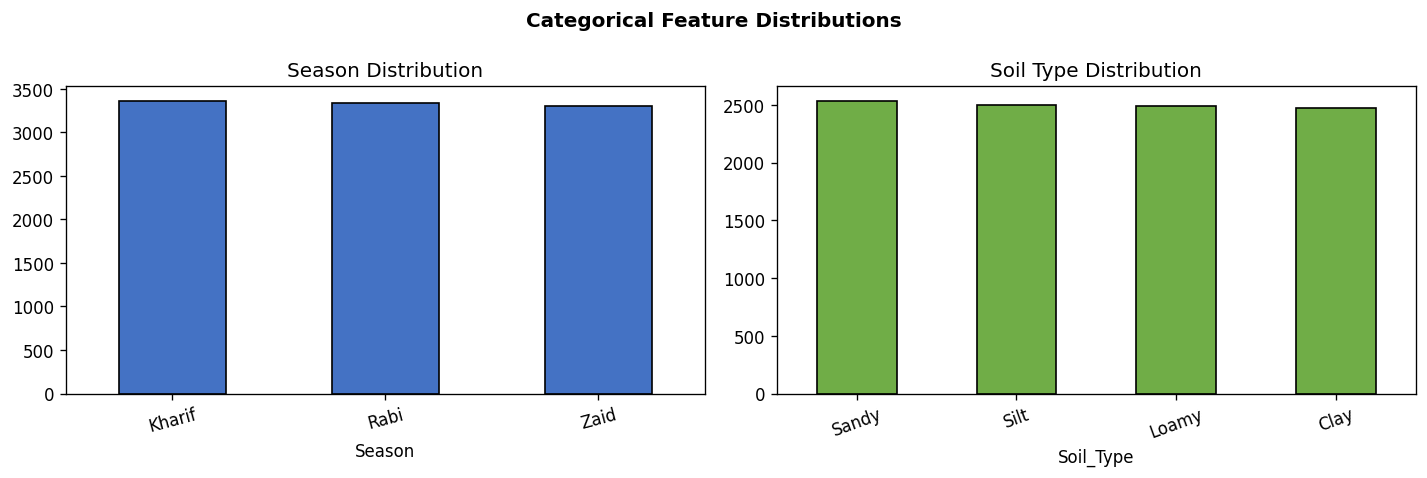 Categorical Feature Distributions
Season Distribution
3500
3000
2500
2000
1500
1000
500
0
Kharif
Rabi
Zaid
Season
Soil Type Distribution
2500
2000
1500
1000
500
0
Sandy
Silt
Loamy
Clay
Soil_Type